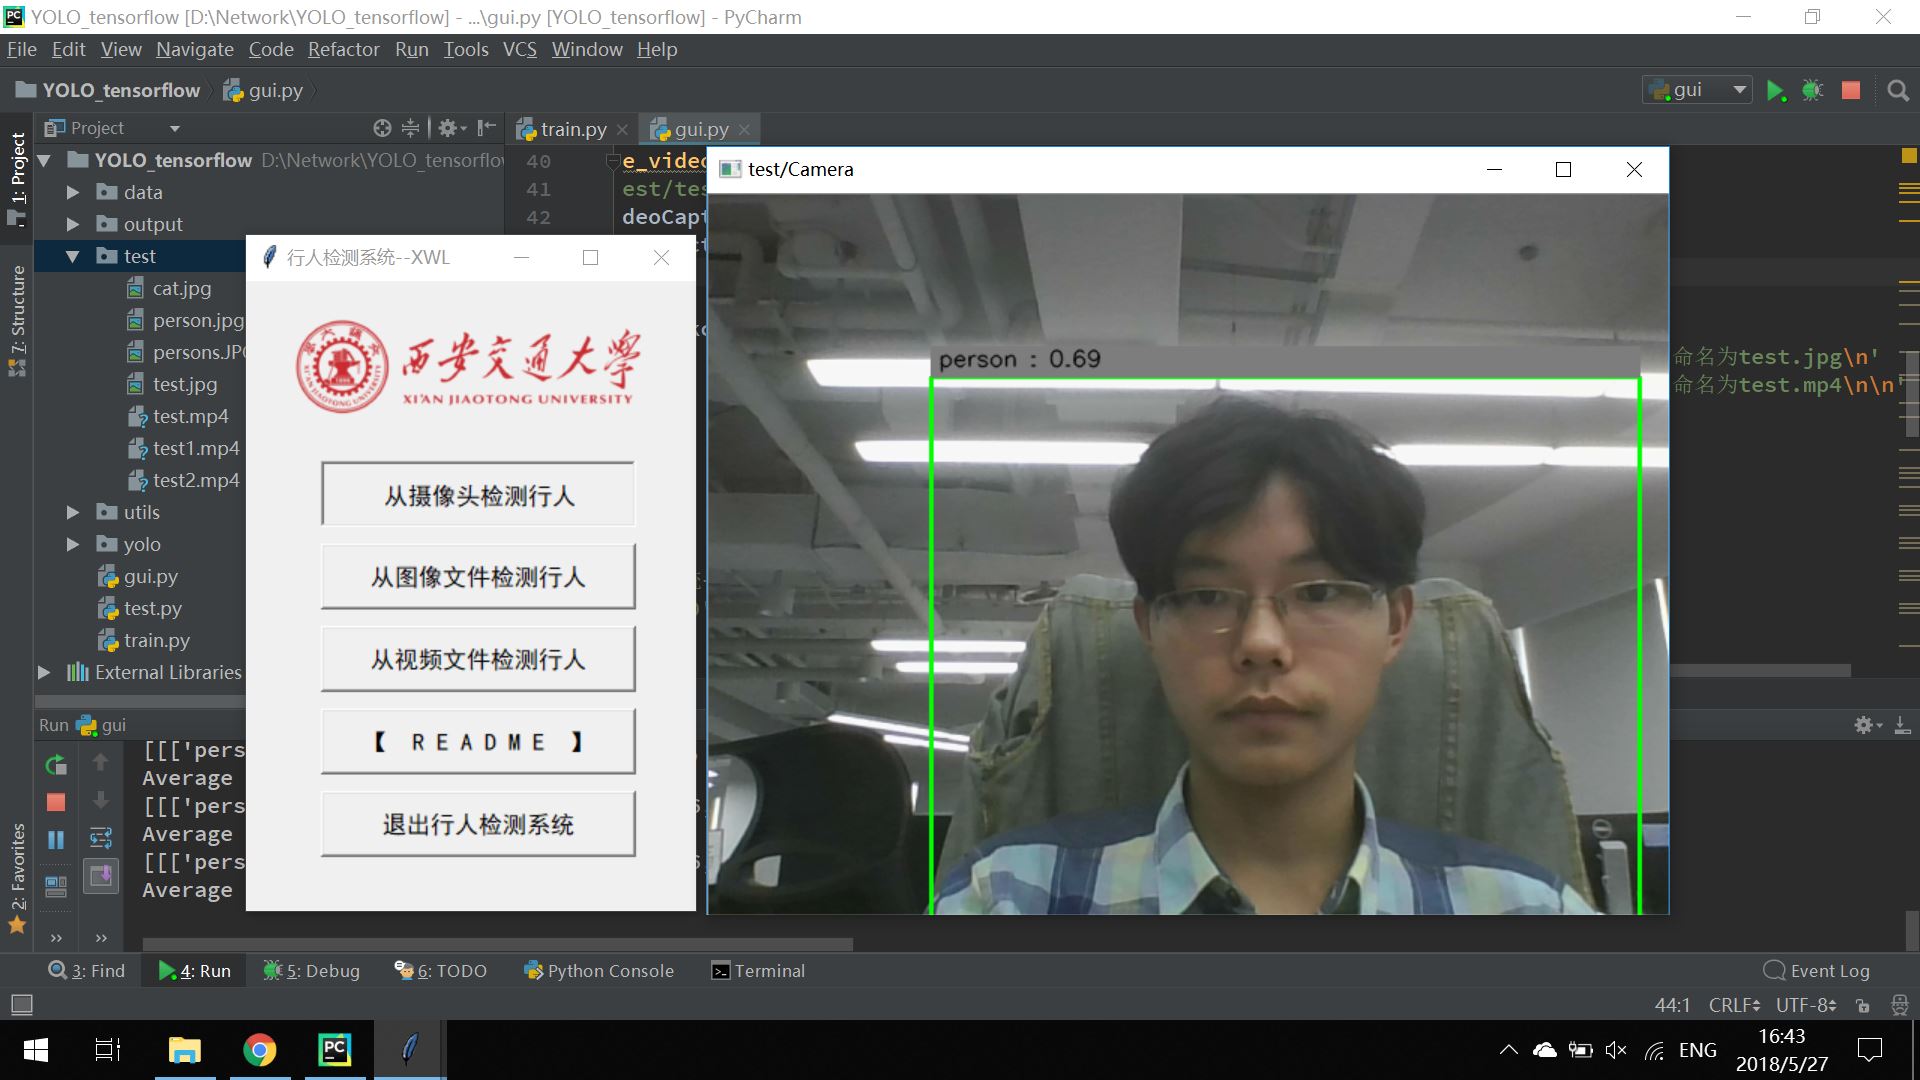 YOLO_tensorflow [D:\Network\YOLO_tensorflow] - ...\gui.py [YOLO_tensorflow] - PyCharm
File Edit View Navigate Code Refactor Run Tools VCS Window Help
YOLO_tensorflow gui.py
gui
1: Project
7: Structure
2: Favorites
Project
train.py gui.py
YOLO_tensorflow D:\Network\YOLO_tensorflow
data
output
test
cat.jpg
person.jpg
persons.JPG
test.jpg
test.mp4
test1.mp4
test2.mp4
utils
yolo
gui.py
test.py
train.py
External Libraries
40 e_video
41 est/tes
42 deoCapt
命名为test.jpg\n'
命名为test.mp4\n\n'
行人检测系统--XWL
西安交通大学
XI'AN JIAOTONG UNIVERSITY
从摄像头检测行人
从图像文件检测行人
从视频文件检测行人
【 README 】
退出行人检测系统
test/Camera
person : 0.69
Run gui
[[['pers
Average
[[['pers
Average
[[['pers
Average
3: Find 4: Run 5: Debug 6: TODO Python Console Terminal Event Log
44:1 CRLF UTF-8
ENG
16:43
2018/5/27